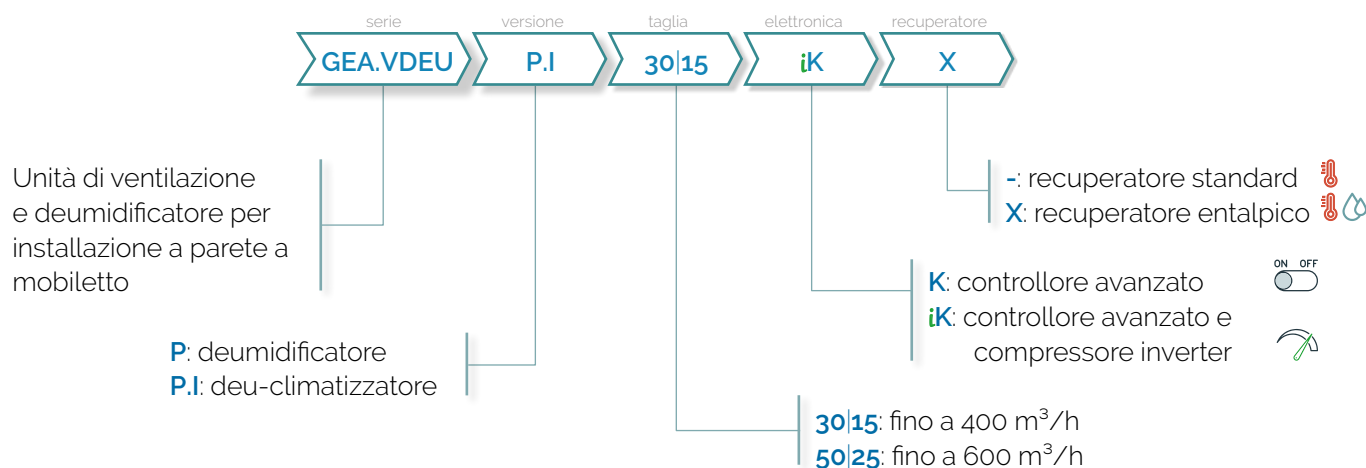 serie versione taglia elettronica recuperatore
GEA.VDEU P.I 30|15 iK X
Unità di ventilazione
e deumidificatore per
installazione a parete a
mobiletto
-: recuperatore standard
X: recuperatore entalpico
ON OFF
K: controllore avanzato
iK: controllore avanzato e
compressore inverter
P: deumidificatore
P.I: deu-climatizzatore
30|15: fino a 400 m³/h
50|25: fino a 600 m³/h